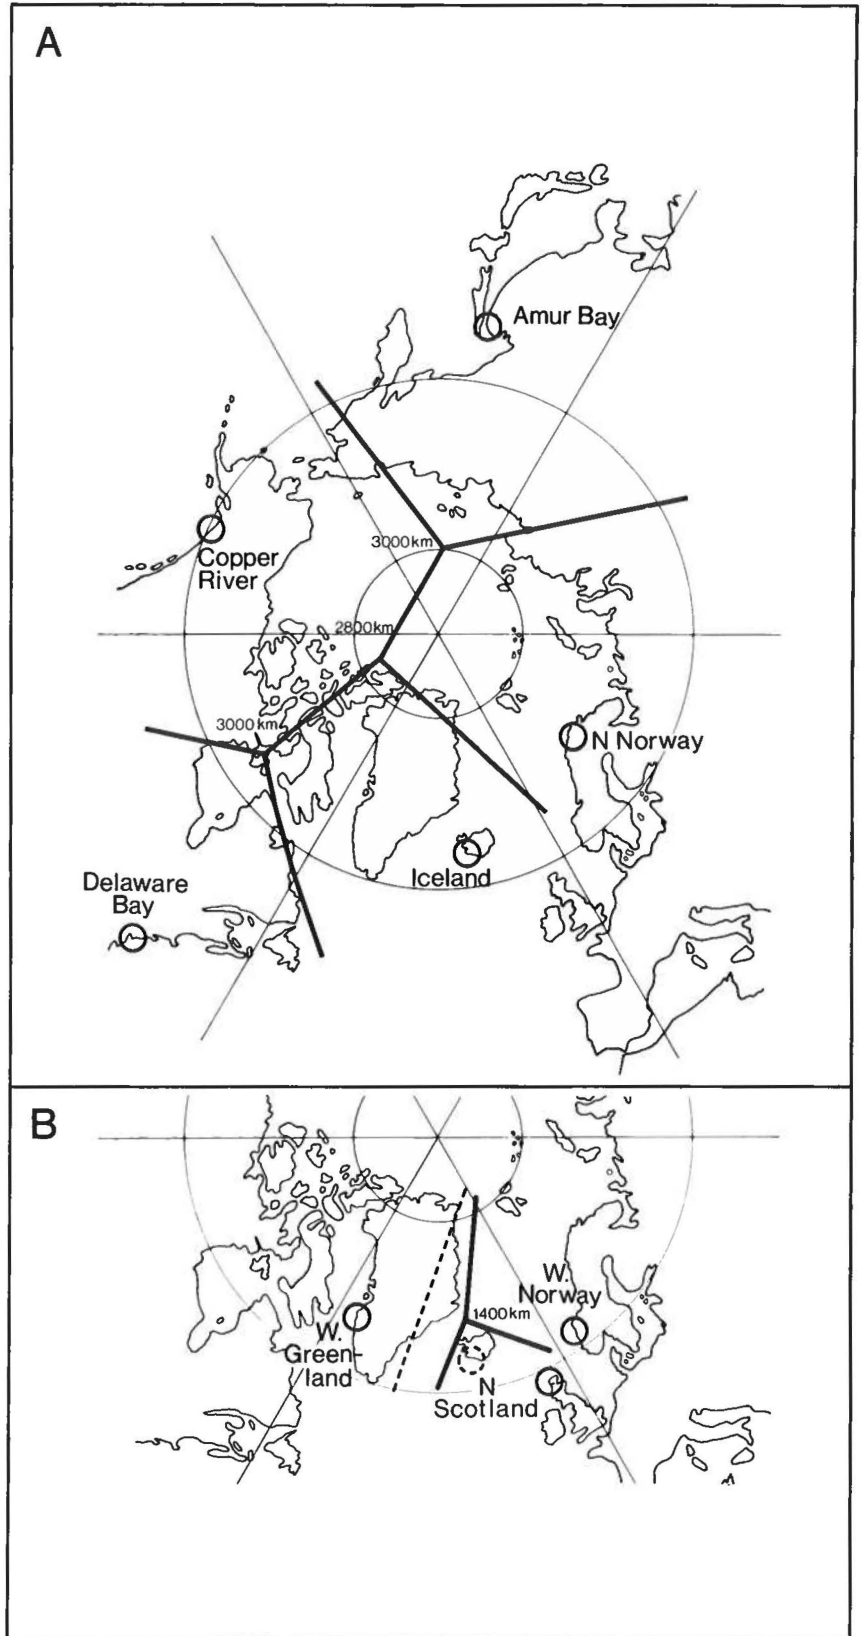 A
Amur Bay
Copper
River
3000km
2800km
3000km
N Norway
Iceland
Delaware
Bay
B
W.
Norway
1400km
W.
Green-
land
N
Scotland